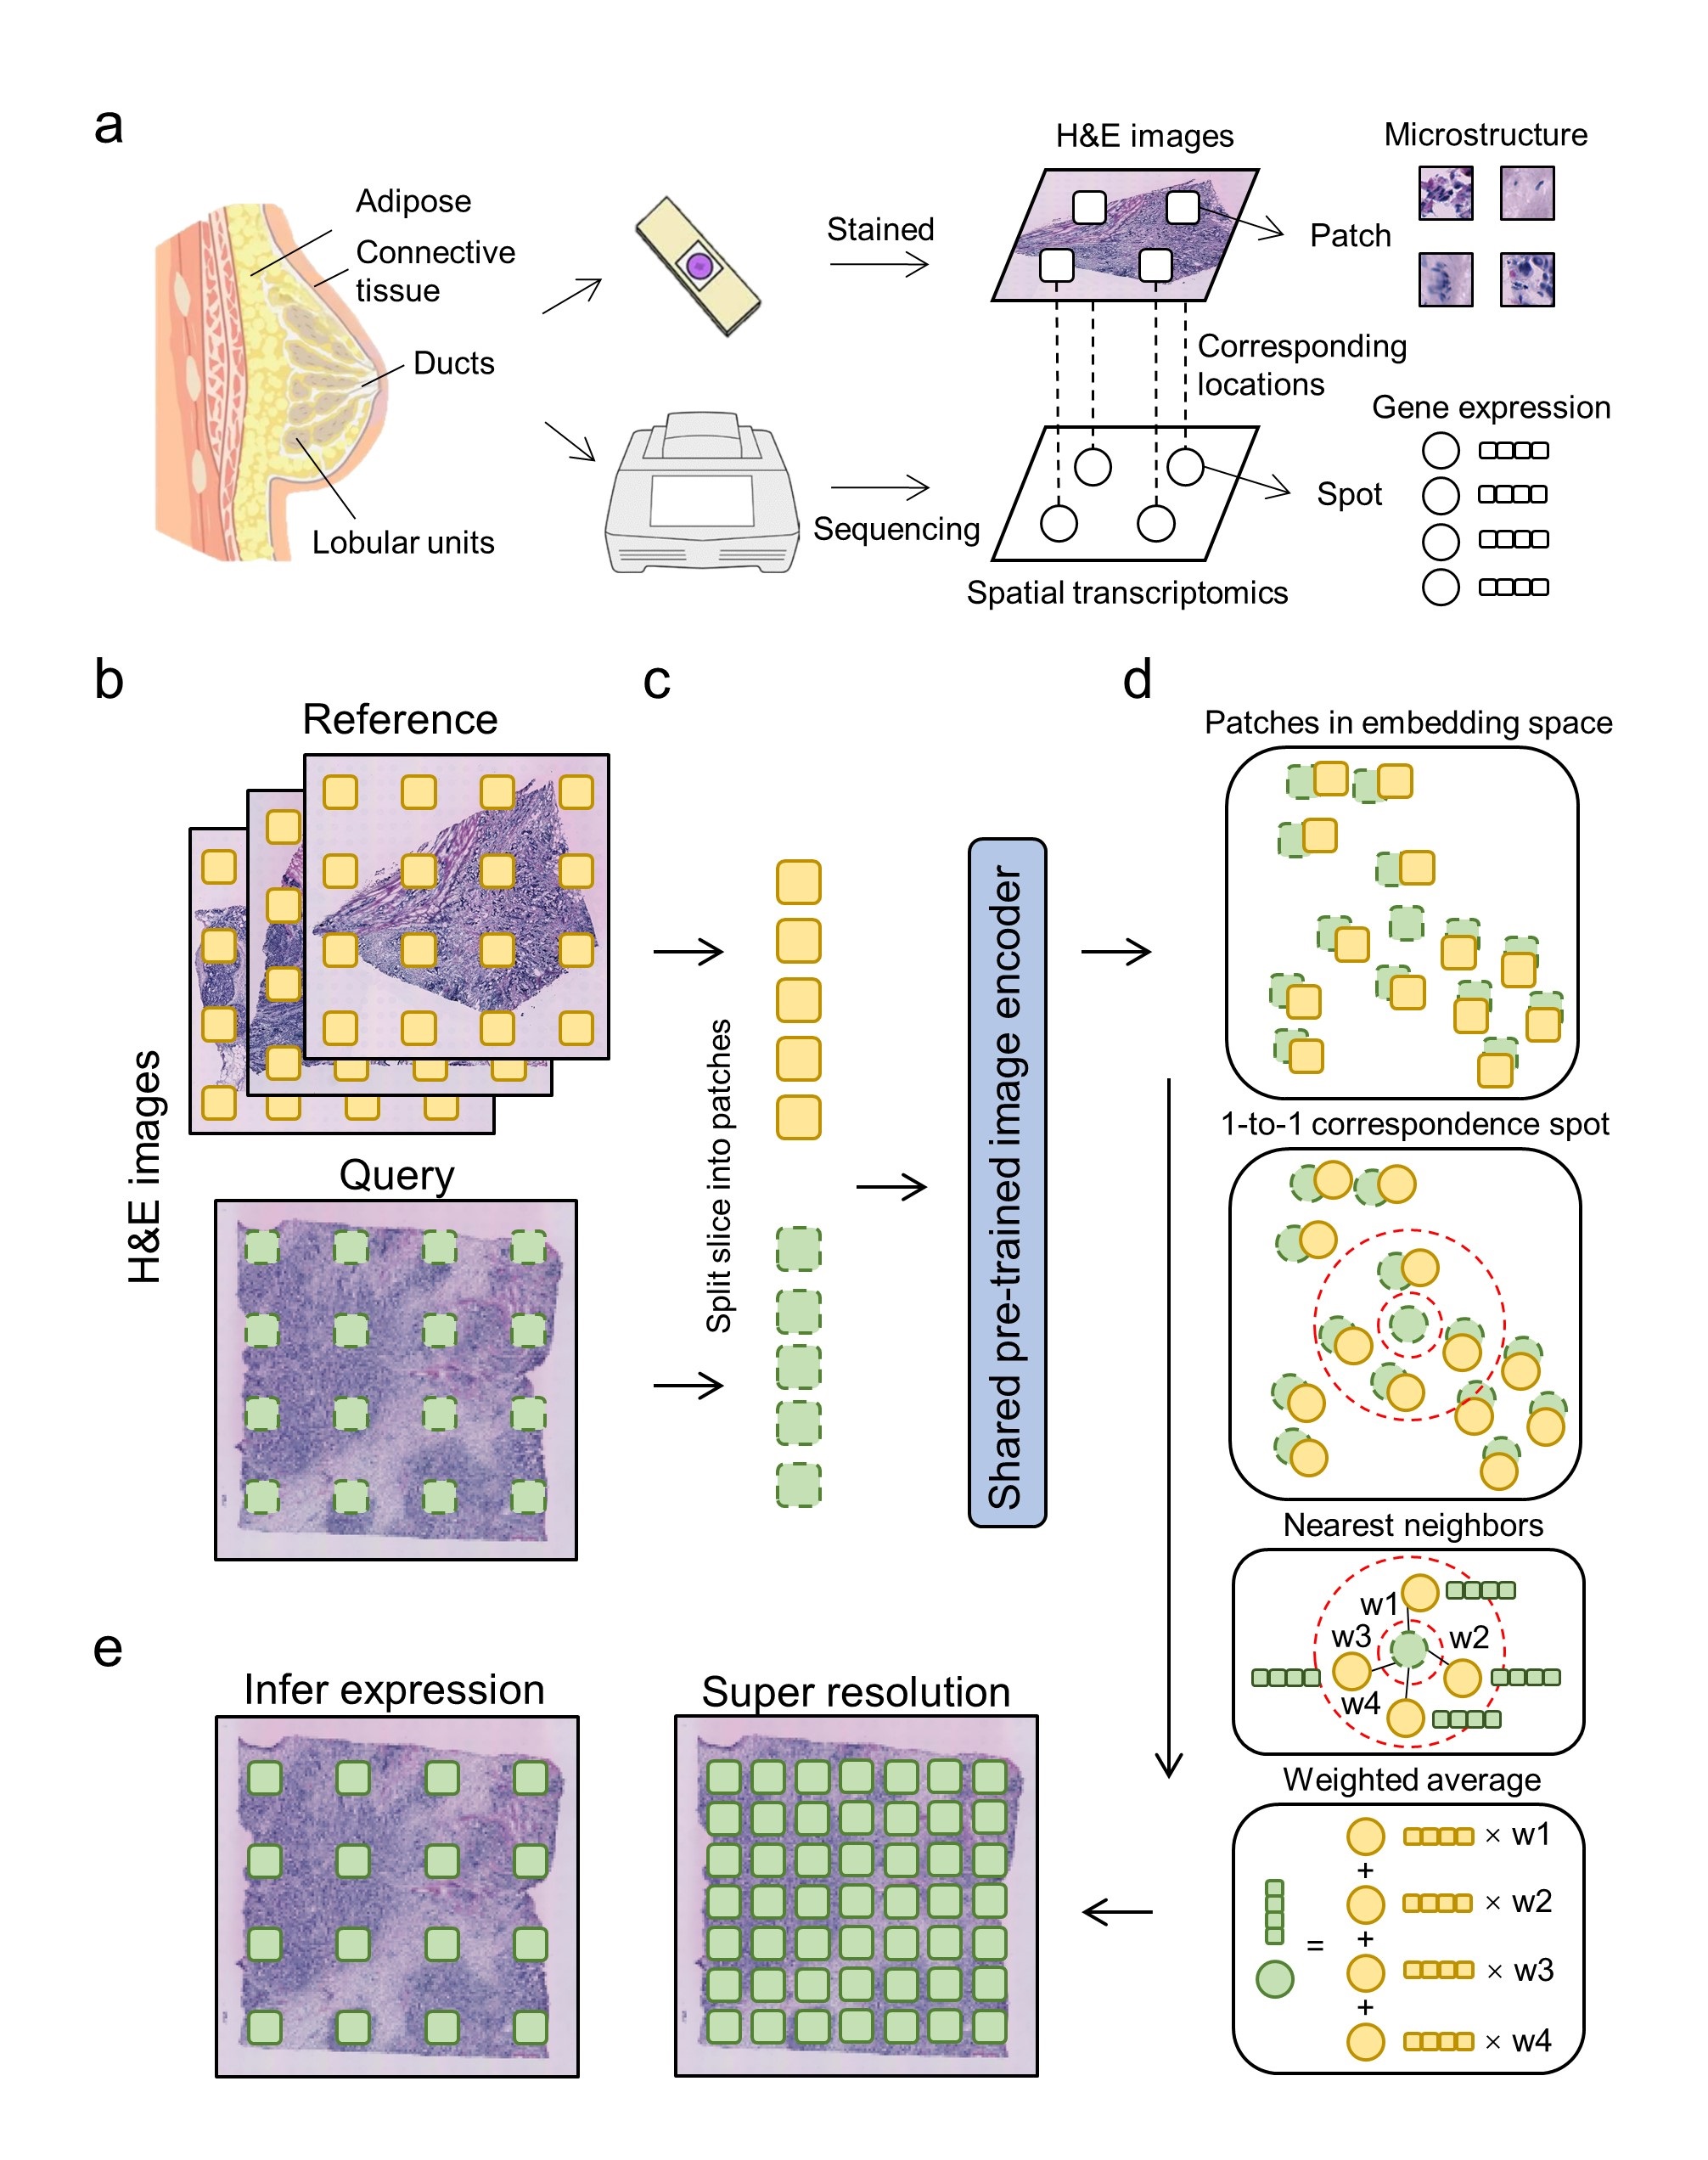 a
Adipose
Connective
tissue
Ducts
Lobular units
Stained
Sequencing
H&E images
Microstructure
Patch
Corresponding
locations
Gene expression
Spot
Spatial transcriptomics
b
Reference
Query
H&E images
c
Split slice into patches
Shared pre-trained image encoder
d
Patches in embedding space
1-to-1 correspondence spot
Nearest neighbors
w1
w3
w2
w4
Weighted average
× w1
+
× w2
+
=
× w3
+
× w4
e
Infer expression
Super resolution